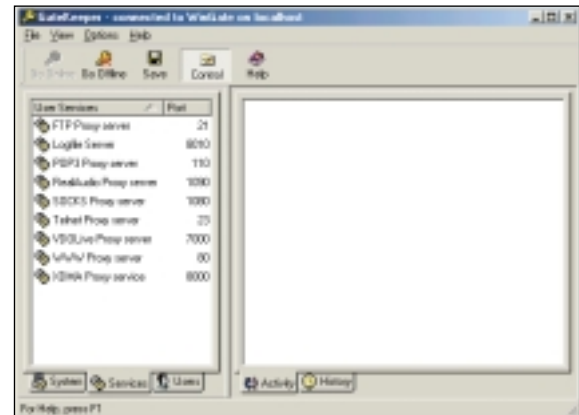 GateKeeper - connected to WinGate on localhost
File View Options Help
Go Online Go Offline Save Control Help
User Services / Port
FTP Proxy server 21
Logfile Server 8010
POP3 Proxy server 110
RealAudio Proxy server 1090
SOCKS Proxy server 1080
Telnet Proxy server 23
VDOLive Proxy server 7000
WWW Proxy server 80
XDMA Proxy service 8000
System Services Users
Activity History
For Help, press F1